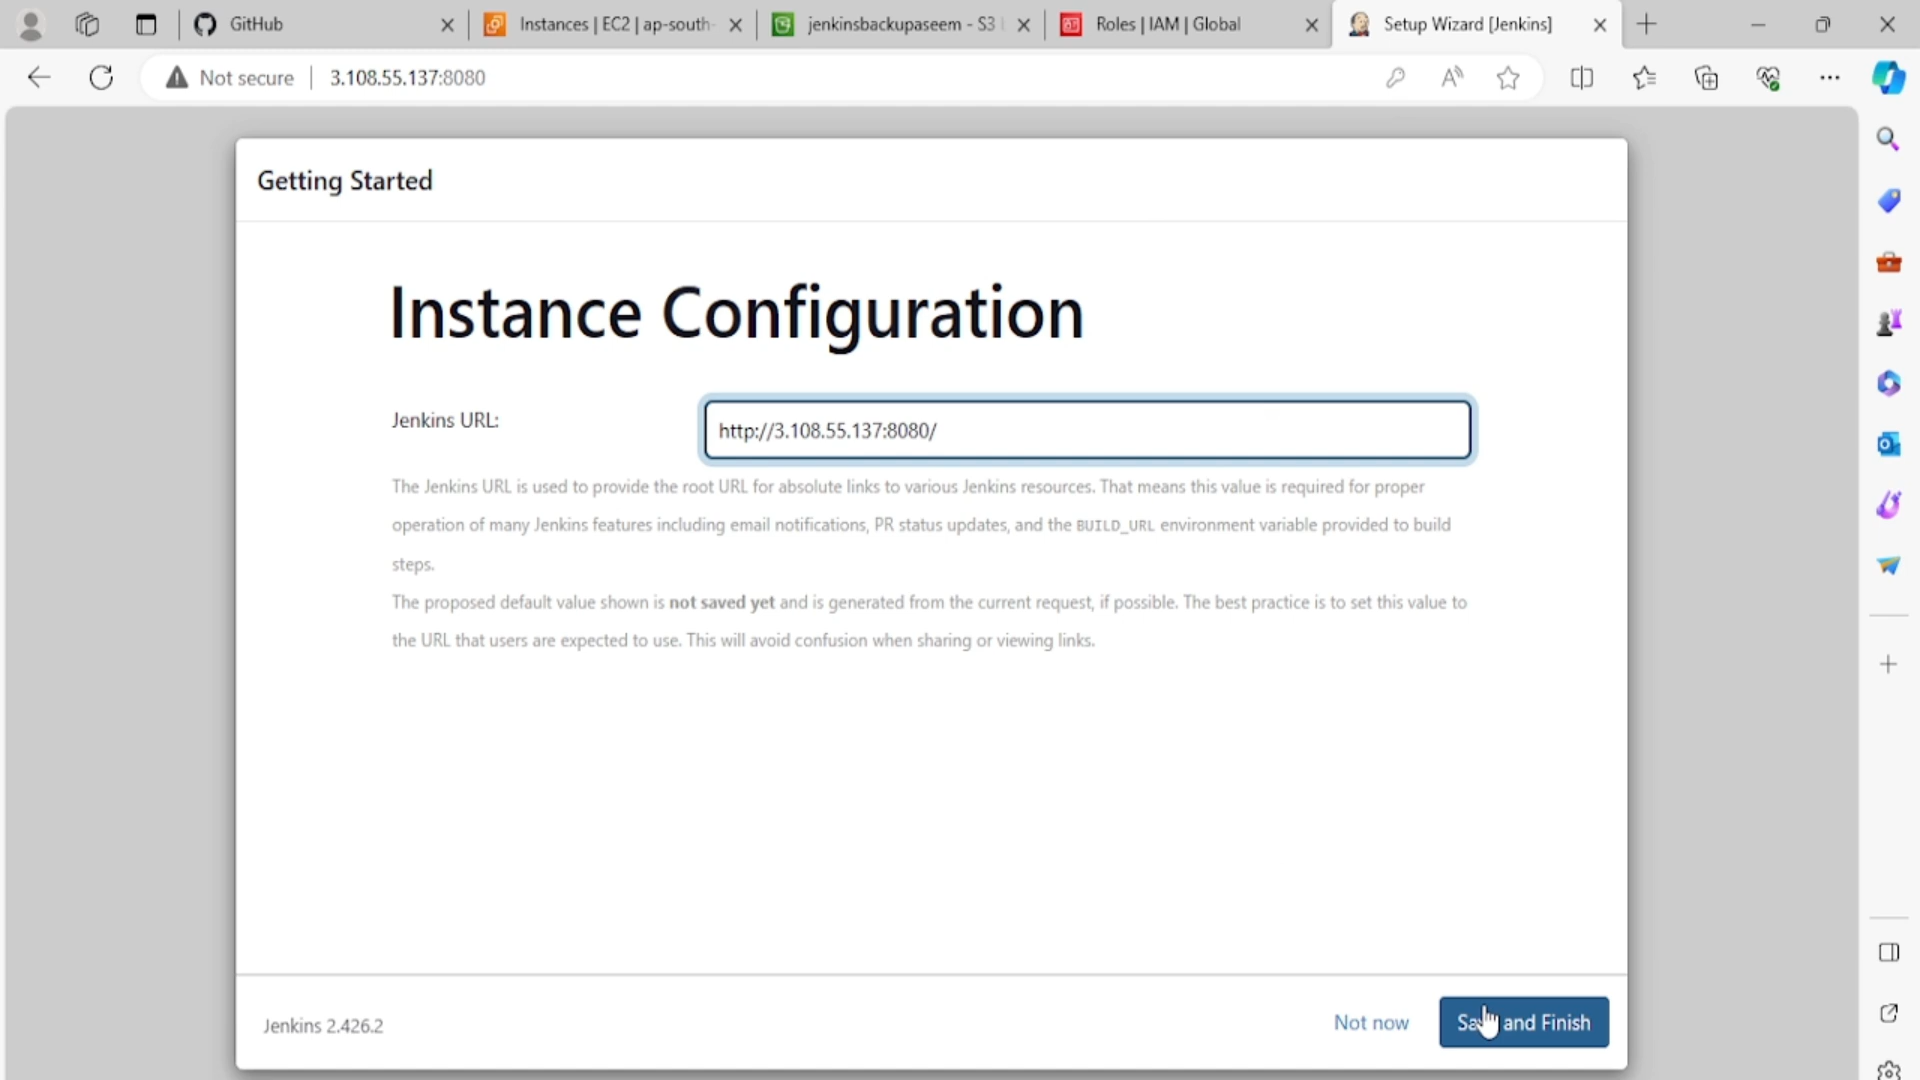 GitHub
Instances | EC2 | ap-south-
jenkinsbackupaseem - S3
Roles | IAM | Global
Setup Wizard [Jenkins]
Not secure
3.108.55.137:8080
Getting Started
Instance Configuration
Jenkins URL:
http://3.108.55.137:8080/
The Jenkins URL is used to provide the root URL for absolute links to various Jenkins resources. That means this value is required for proper
operation of many Jenkins features including email notifications, PR status updates, and the BUILD_URL environment variable provided to build
steps.
The proposed default value shown is not saved yet and is generated from the current request, if possible. The best practice is to set this value to
the URL that users are expected to use. This will avoid confusion when sharing or viewing links.
Jenkins 2.426.2
Not now
Save and Finish